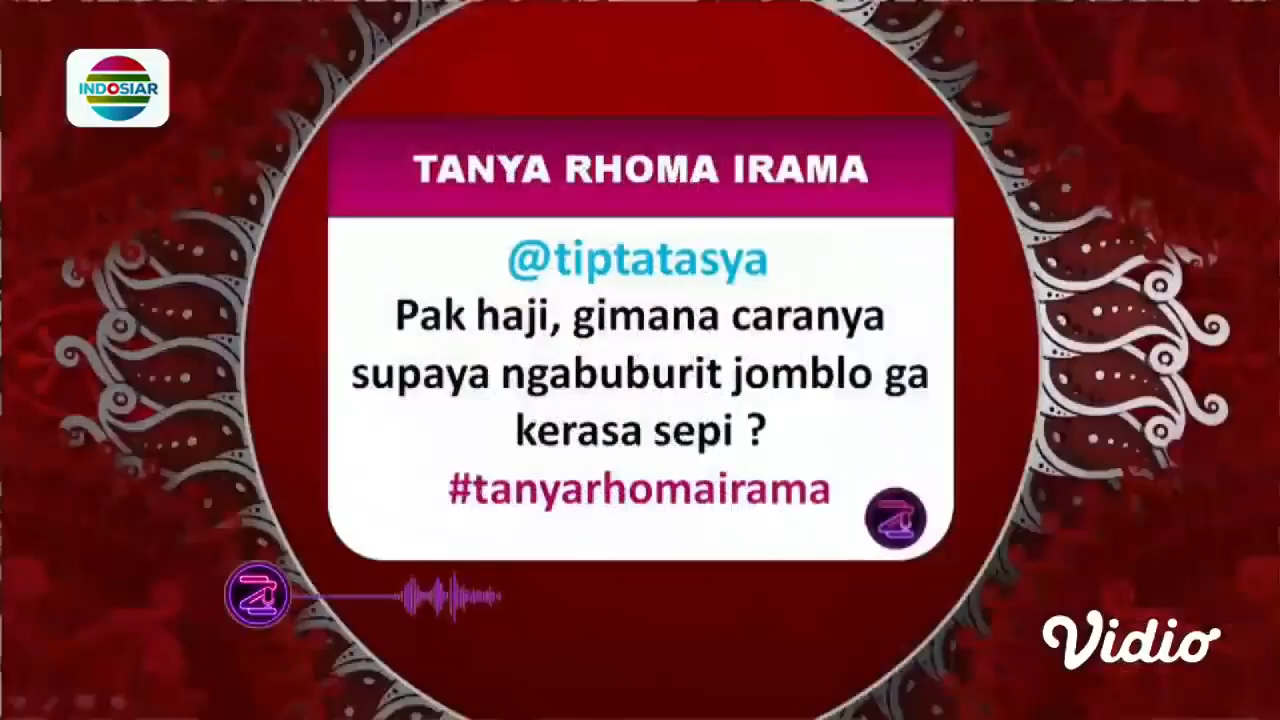 INDOSIAR
TANYA RHOMA IRAMA
@tiptatasya
Pak haji, gimana caranya
supaya ngabuburit jomblo ga
kerasa sepi ?
#tanyarhomairama
Vidio